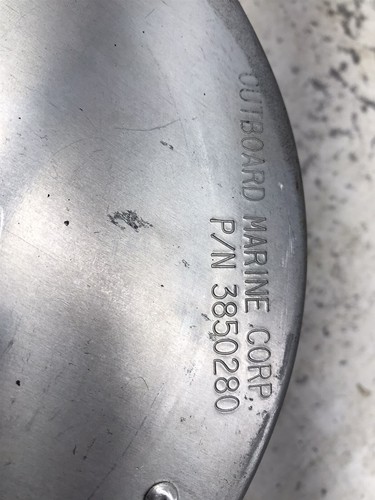 OUTBOARD MARINE CORP.
P/N 3850280